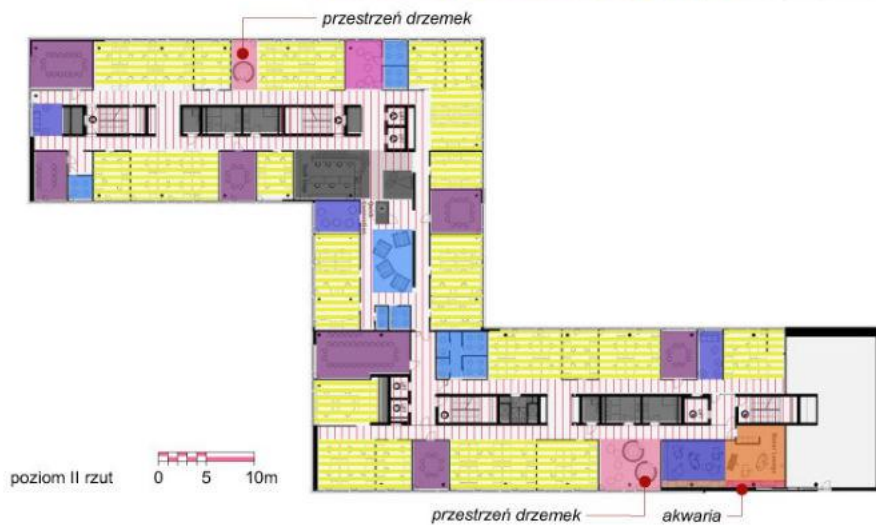 przestrzeń drzemek
poziom II rzut
0 5 10m
przestrzeń drzemek
akwaria